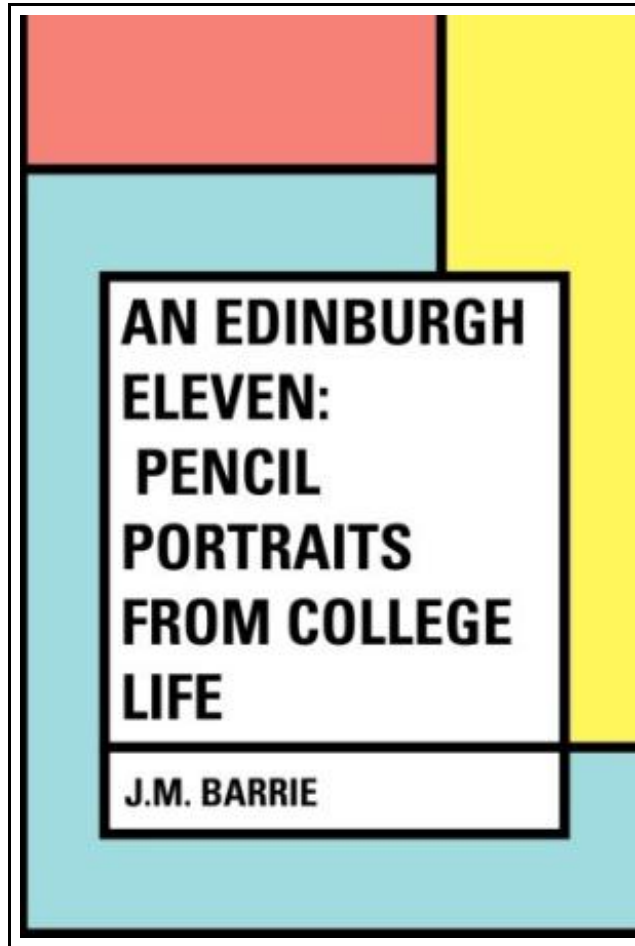 AN EDINBURGH
ELEVEN:
PENCIL
PORTRAITS
FROM COLLEGE
LIFE
J.M. BARRIE